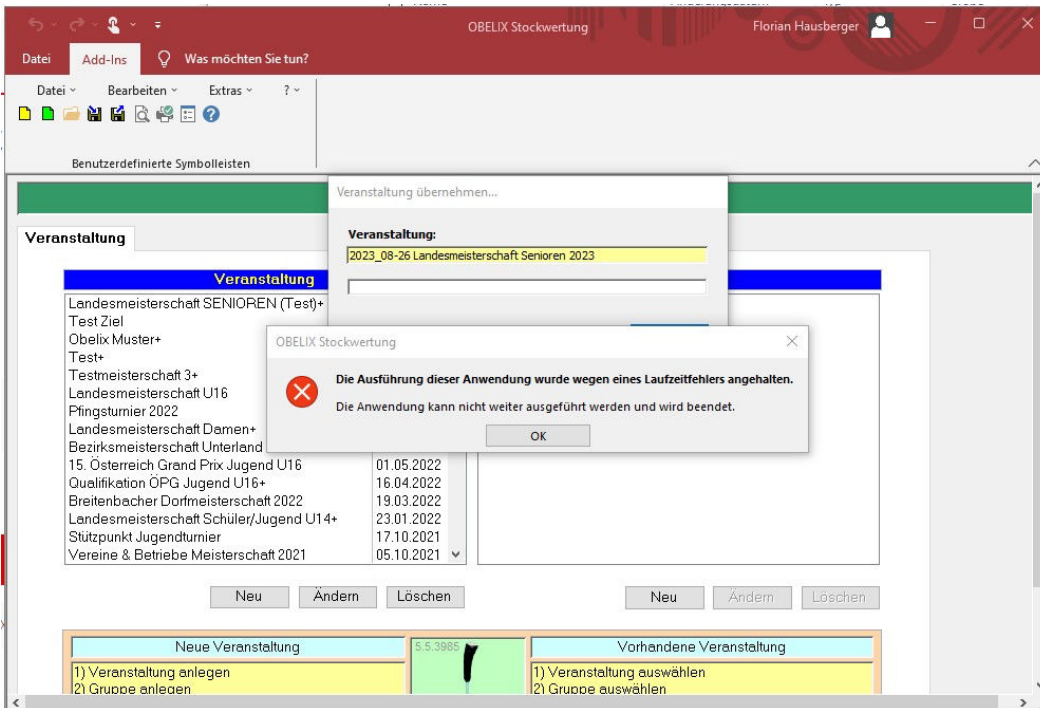 OBELIX Stockwertung
Florian Hausberger
Datei
Add-Ins
Was möchten Sie tun?
Datei
Bearbeiten
Extras
?
Benutzerdefinierte Symbolleisten
Veranstaltung übernehmen...
Veranstaltung
Veranstaltung:
2023_08-26 Landesmeisterschaft Senioren 2023
Veranstaltung
Landesmeisterschaft SENIOREN (Test)+
Test Ziel
Obelix Muster+
Test+
Testmeisterschaft 3+
Landesmeisterschaft U16
Pfingsturnier 2022
Landesmeisterschaft Damen+
Bezirksmeisterschaft Unterland
15. Österreich Grand Prix Jugend U16 01.05.2022
Qualifikation ÖPG Jugend U16+ 16.04.2022
Breitenbacher Dorfmeisterschaft 2022 19.03.2022
Landesmeisterschaft Schüler/Jugend U14+ 23.01.2022
Stützpunkt Jugendturnier 17.10.2021
Vereine & Betriebe Meisterschaft 2021 05.10.2021
OBELIX Stockwertung
Die Ausführung dieser Anwendung wurde wegen eines Laufzeitfehlers angehalten.
Die Anwendung kann nicht weiter ausgeführt werden und wird beendet.
OK
Neu Ändern Löschen
Neu Ändern Löschen
Neue Veranstaltung
5.5.3985
Vorhandene Veranstaltung
1) Veranstaltung anlegen
2) Gruppe anlegen
1) Veranstaltung auswählen
2) Gruppe auswählen